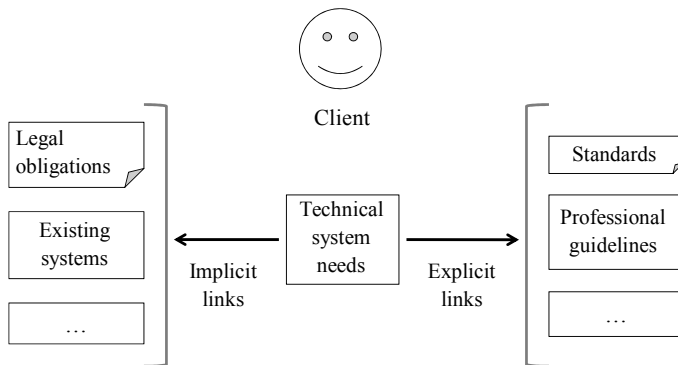 Client
Legal
obligations
Existing
systems
…
Implicit
links
Technical
system
needs
Explicit
links
Standards
Professional
guidelines
…